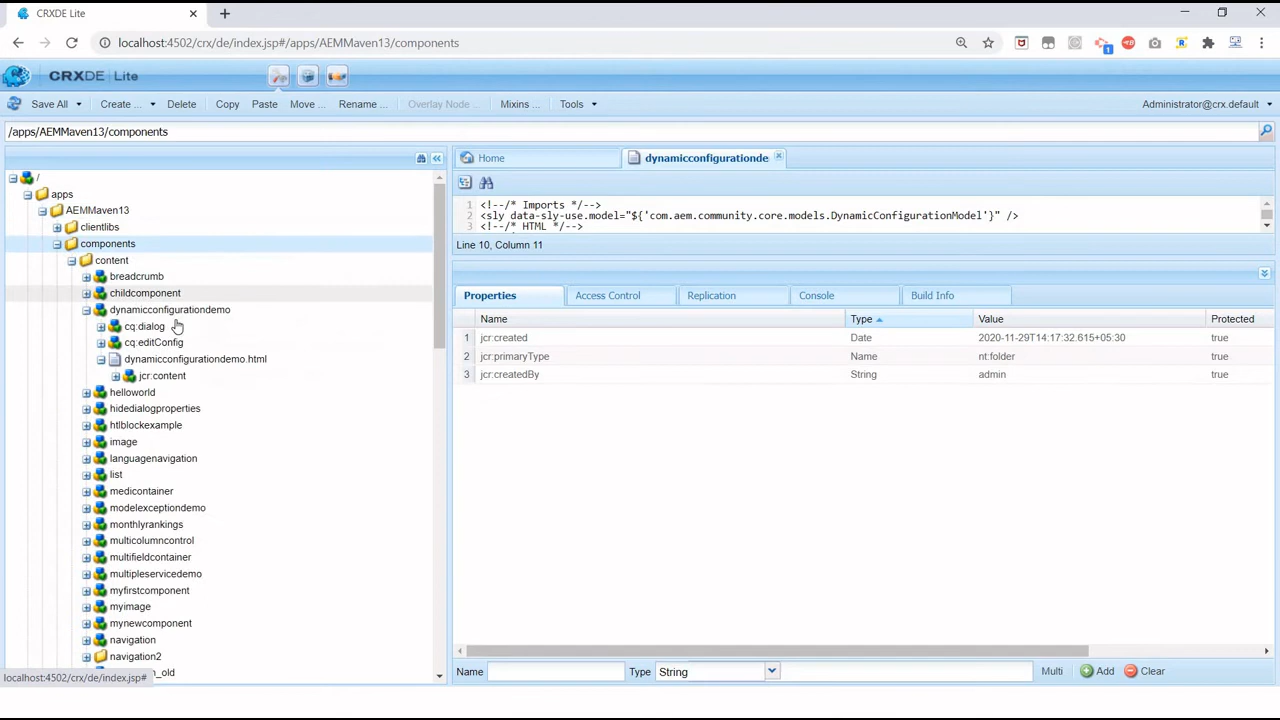 CRXDE Lite
localhost:4502/crx/de/index.jsp#/apps/AEMMaven13/components
CRXDE | Lite
Save All Create ... Delete Copy Paste Move ... Rename ... Overlay Node ... Mixins ... Tools Administrator@crx.default
/apps/AEMMaven13/components
Home dynamicconfigurationde
/
apps
AEMMaven13
clientlibs
components
content
breadcrumb
childcomponent
dynamicconfigurationdemo
cq:dialog
cq:editConfig
dynamicconfigurationdemo.html
jcr:content
helloworld
hidedialogproperties
htlblockexample
image
languagenavigation
list
medicontainer
modelexceptiondemo
monthlyrankings
multicolumncontrol
multifieldcontainer
multipleservicedemo
myfirstcomponent
myimage
mynewcomponent
navigation
navigation2
_old
localhost:4502/crx/de/index.jsp#
1 <!--/* Imports */-->
2 <sly data-sly-use.model="${'com.aem.community.core.models.DynamicConfigurationModel'}" />
3 <!--/* HTML */-->
Line 10, Column 11
Properties Access Control Replication Console Build Info
Name Type Value Protected
1 jcr:created Date 2020-11-29T14:17:32.615+05:30 true
2 jcr:primaryType Name nt:folder true
3 jcr:createdBy String admin true
Name Type String Multi Add Clear